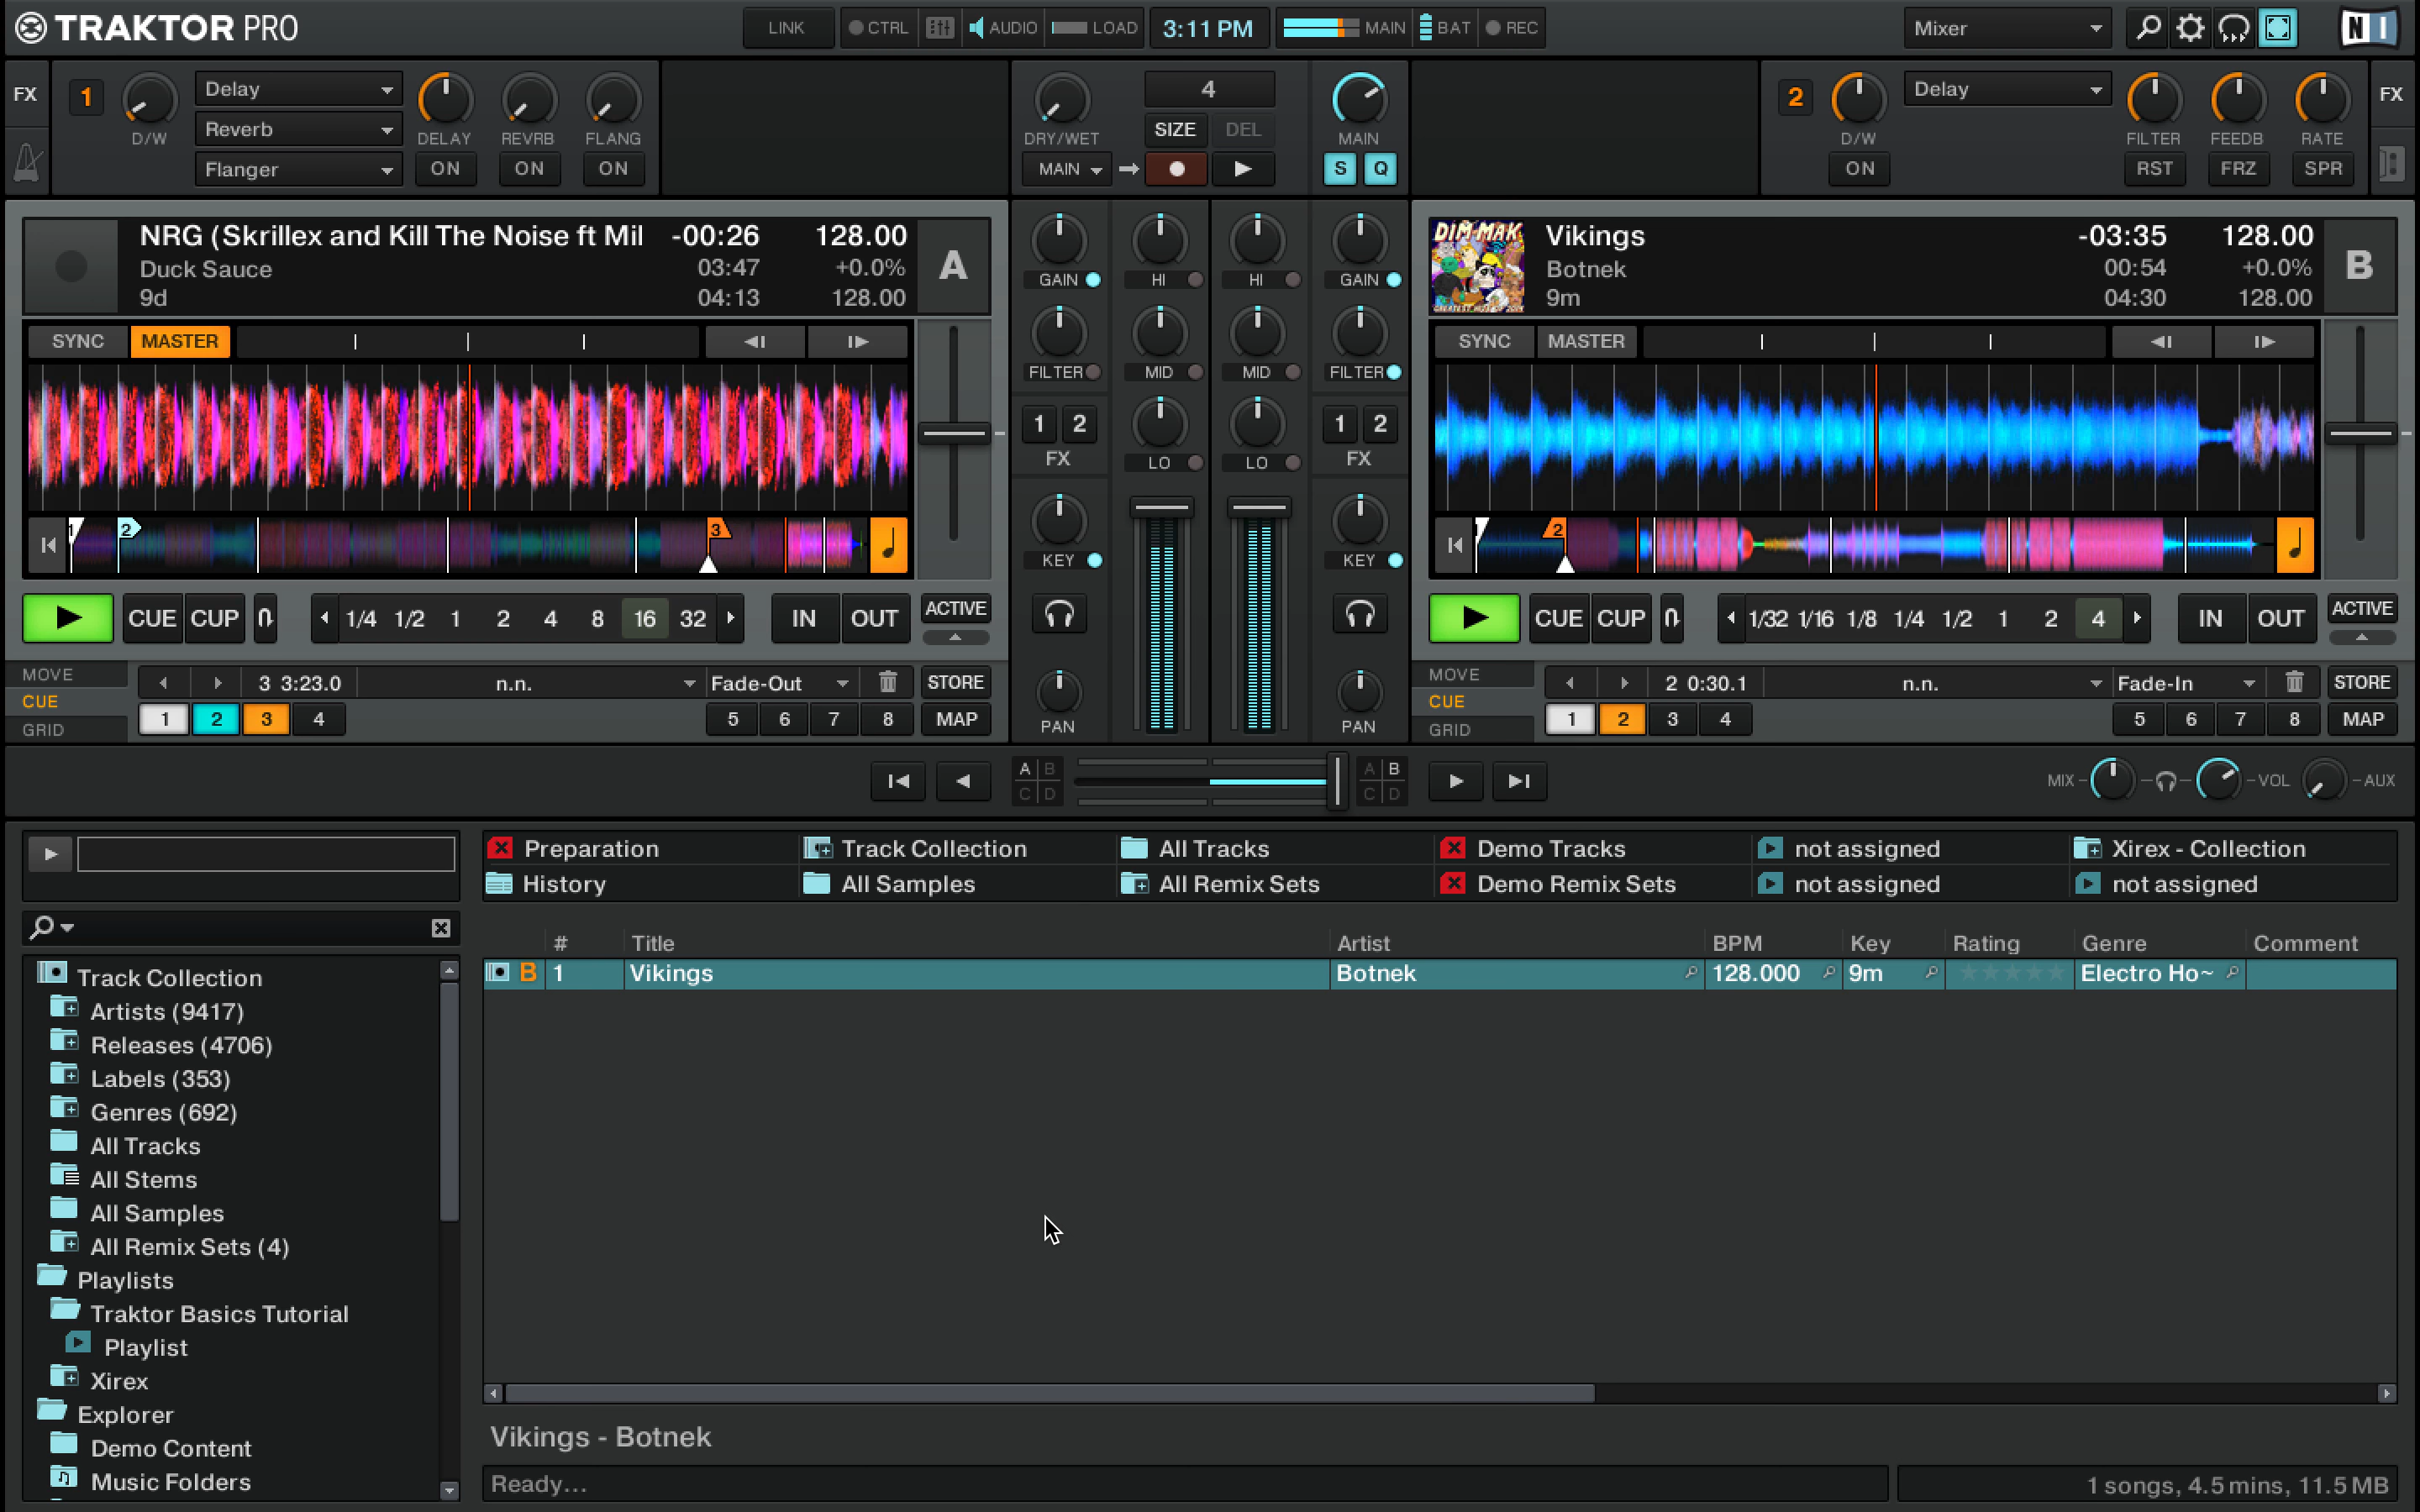 TRAKTOR PRO
LINK CTRL AUDIO LOAD 3:11 PM MAIN BAT REC Mixer NI
FX 1 D/W Delay DELAY REVRB FLANG
Reverb
Flanger ON ON ON
DRY/WET 4 MAIN
SIZE DEL
MAIN S Q
2 D/W Delay FILTER FEEDB RATE FX
ON RST FRZ SPR
NRG (Skrillex and Kill The Noise ft Mil -00:26 128.00
Duck Sauce 03:47 +0.0% A
9d 04:13 128.00
SYNC MASTER
2 3
CUE CUP 1/4 1/2 1 2 4 8 16 32 IN OUT ACTIVE
MOVE 3 3:23.0 n.n. Fade-Out STORE
CUE 1 2 3 4 5 6 7 8 MAP
GRID
GAIN HI HI GAIN
FILTER MID MID FILTER
1 2 LO LO 1 2
FX FX
KEY KEY
PAN PAN
DIM-MAK
Vikings -03:35 128.00
Botnek 00:54 +0.0% B
9m 04:30 128.00
SYNC MASTER
2
CUE CUP 1/32 1/16 1/8 1/4 1/2 1 2 4 IN OUT ACTIVE
MOVE 2 0:30.1 n.n. Fade-In STORE
CUE 1 2 3 4 5 6 7 8 MAP
GRID
A B A B MIX VOL AUX
C D C D
Preparation Track Collection All Tracks Demo Tracks not assigned Xirex - Collection
History All Samples All Remix Sets Demo Remix Sets not assigned not assigned
# Title Artist BPM Key Rating Genre Comment
B 1 Vikings Botnek 128.000 9m Electro Ho~
Track Collection
Artists (9417)
Releases (4706)
Labels (353)
Genres (692)
All Tracks
All Stems
All Samples
All Remix Sets (4)
Playlists
Traktor Basics Tutorial
Playlist
Xirex
Explorer
Demo Content
Music Folders
Vikings - Botnek
Ready...
1 songs, 4.5 mins, 11.5 MB